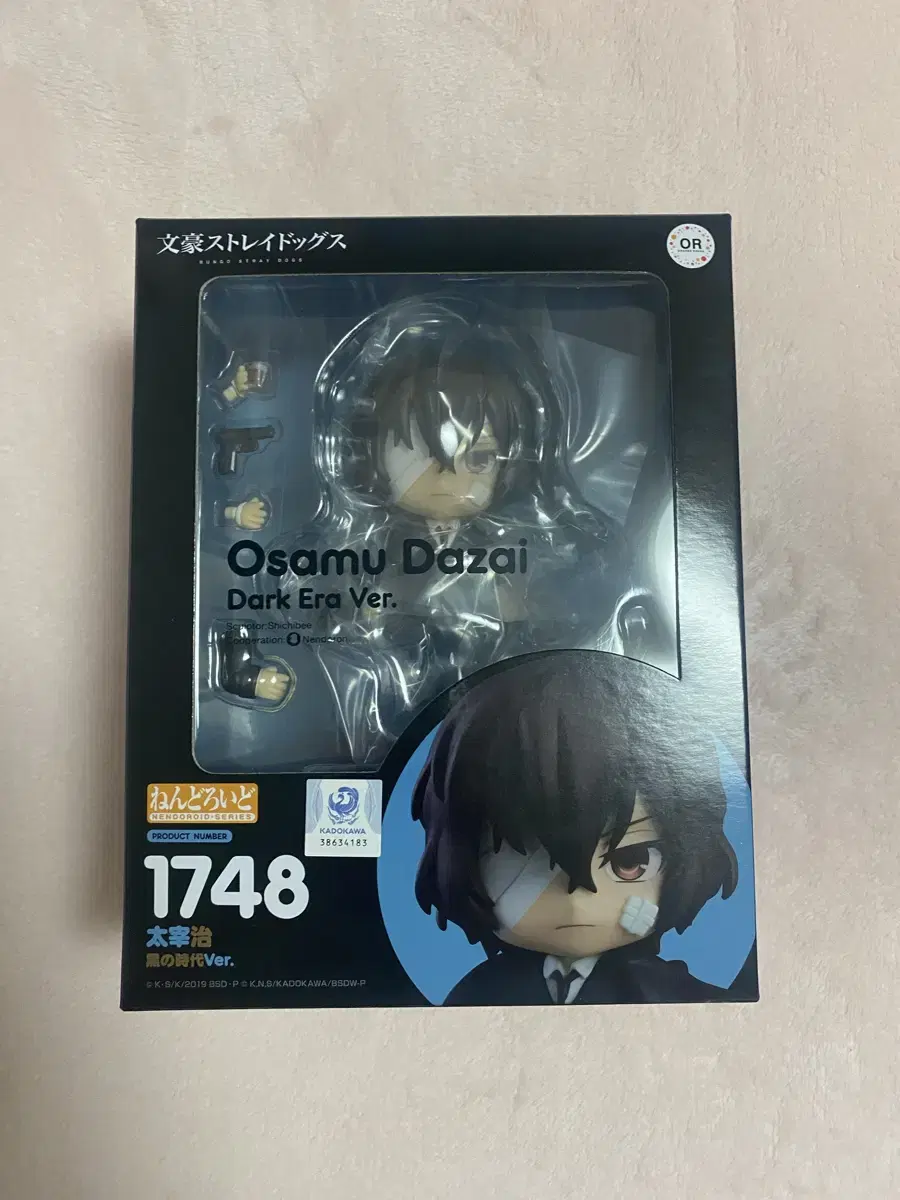 文豪ストレイドッグス
BUNGO STRAY DOGS
OR
Osamu Dazai
Dark Era Ver.
Sculptor:Shichibee
Cooperation: Nendoron
ねんどろいど
NENDOROID•SERIES
PRODUCT NUMBER
1748
KADOKAWA
38634183
太宰治
黒の時代Ver.
© K･S/K/2019 BSD･P © K,N,S/KADOKAWA/BSDW-P